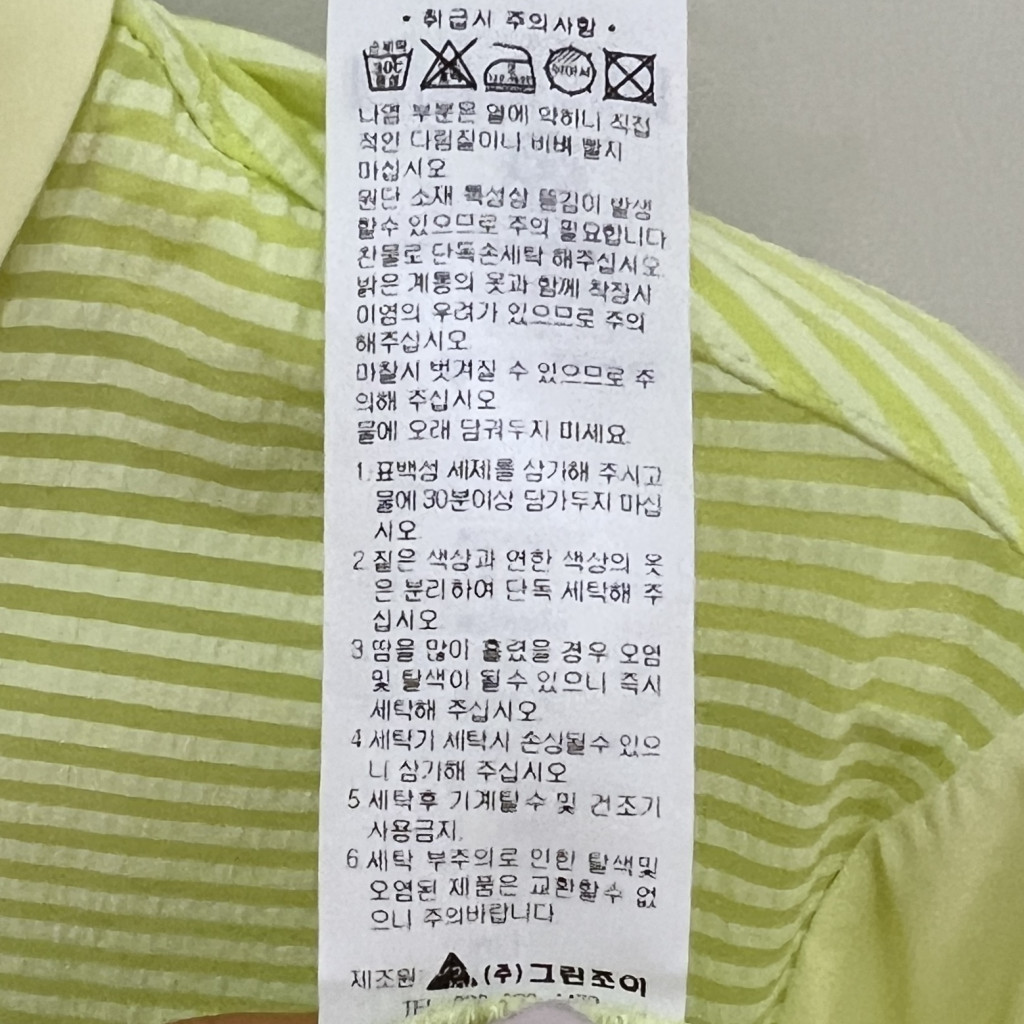 • 취급시 주의사항 •
손세탁
30℃
중성
나염 부분은 열에 약하니 직접
적인 다림질이나 비벼 빨지
마십시오
원단 소재 특성상 뜯김이 발생
할수 있으므로 주의 필요합니다
찬물로 단독손세탁 해주십시오
밝은 계통의 옷과 함께 착장시
이염의 우려가 있으므로 주의
해주십시오
마찰시 벗겨질 수 있으므로 주
의해 주십시오
물에 오래 담궈두지 마세요
1.표백성 세제를 삼가해 주시고
물에 30분이상 담가두지 마십
시오
2.짙은 색상과 연한 색상의 옷
은 분리하여 단독 세탁해 주
십시오
3.땀을 많이 흘렸을 경우 오염
및 탈색이 될수 있으니 즉시
세탁해 주십시오
4.세탁기 세탁시 손상될수 있으
니 삼가해 주십시오
5.세탁후 기계탈수 및 건조기
사용금지.
6.세탁 부주의로 인한 탈색및
오염된 제품은 교환할수 없
으니 주의바랍니다
제조원 (주)그린조이